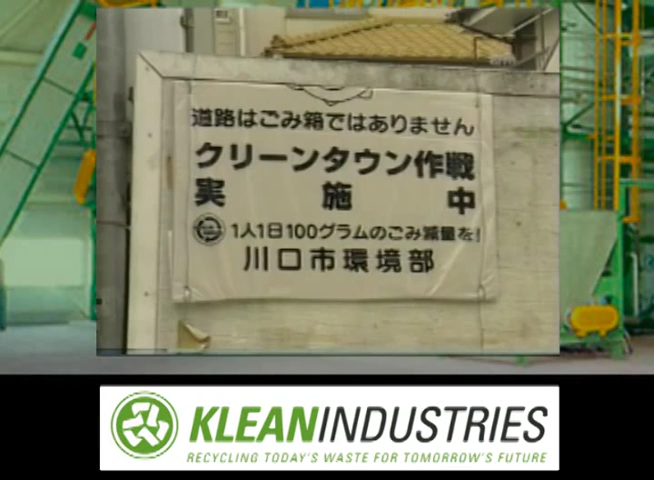 道路はごみ箱ではありません
クリーンタウン作戦
実施中
1人1日100グラムのごみ減量を!
川口市環境部
KLEANINDUSTRIES
RECYCLING TODAY'S WASTE FOR TOMORROW'S FUTURE